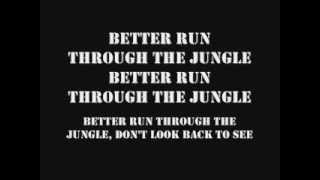 BETTER RUN
THROUGH THE JUNGLE
BETTER RUN
THROUGH THE JUNGLE
BETTER RUN THROUGH THE
JUNGLE, DON'T LOOK BACK TO SEE